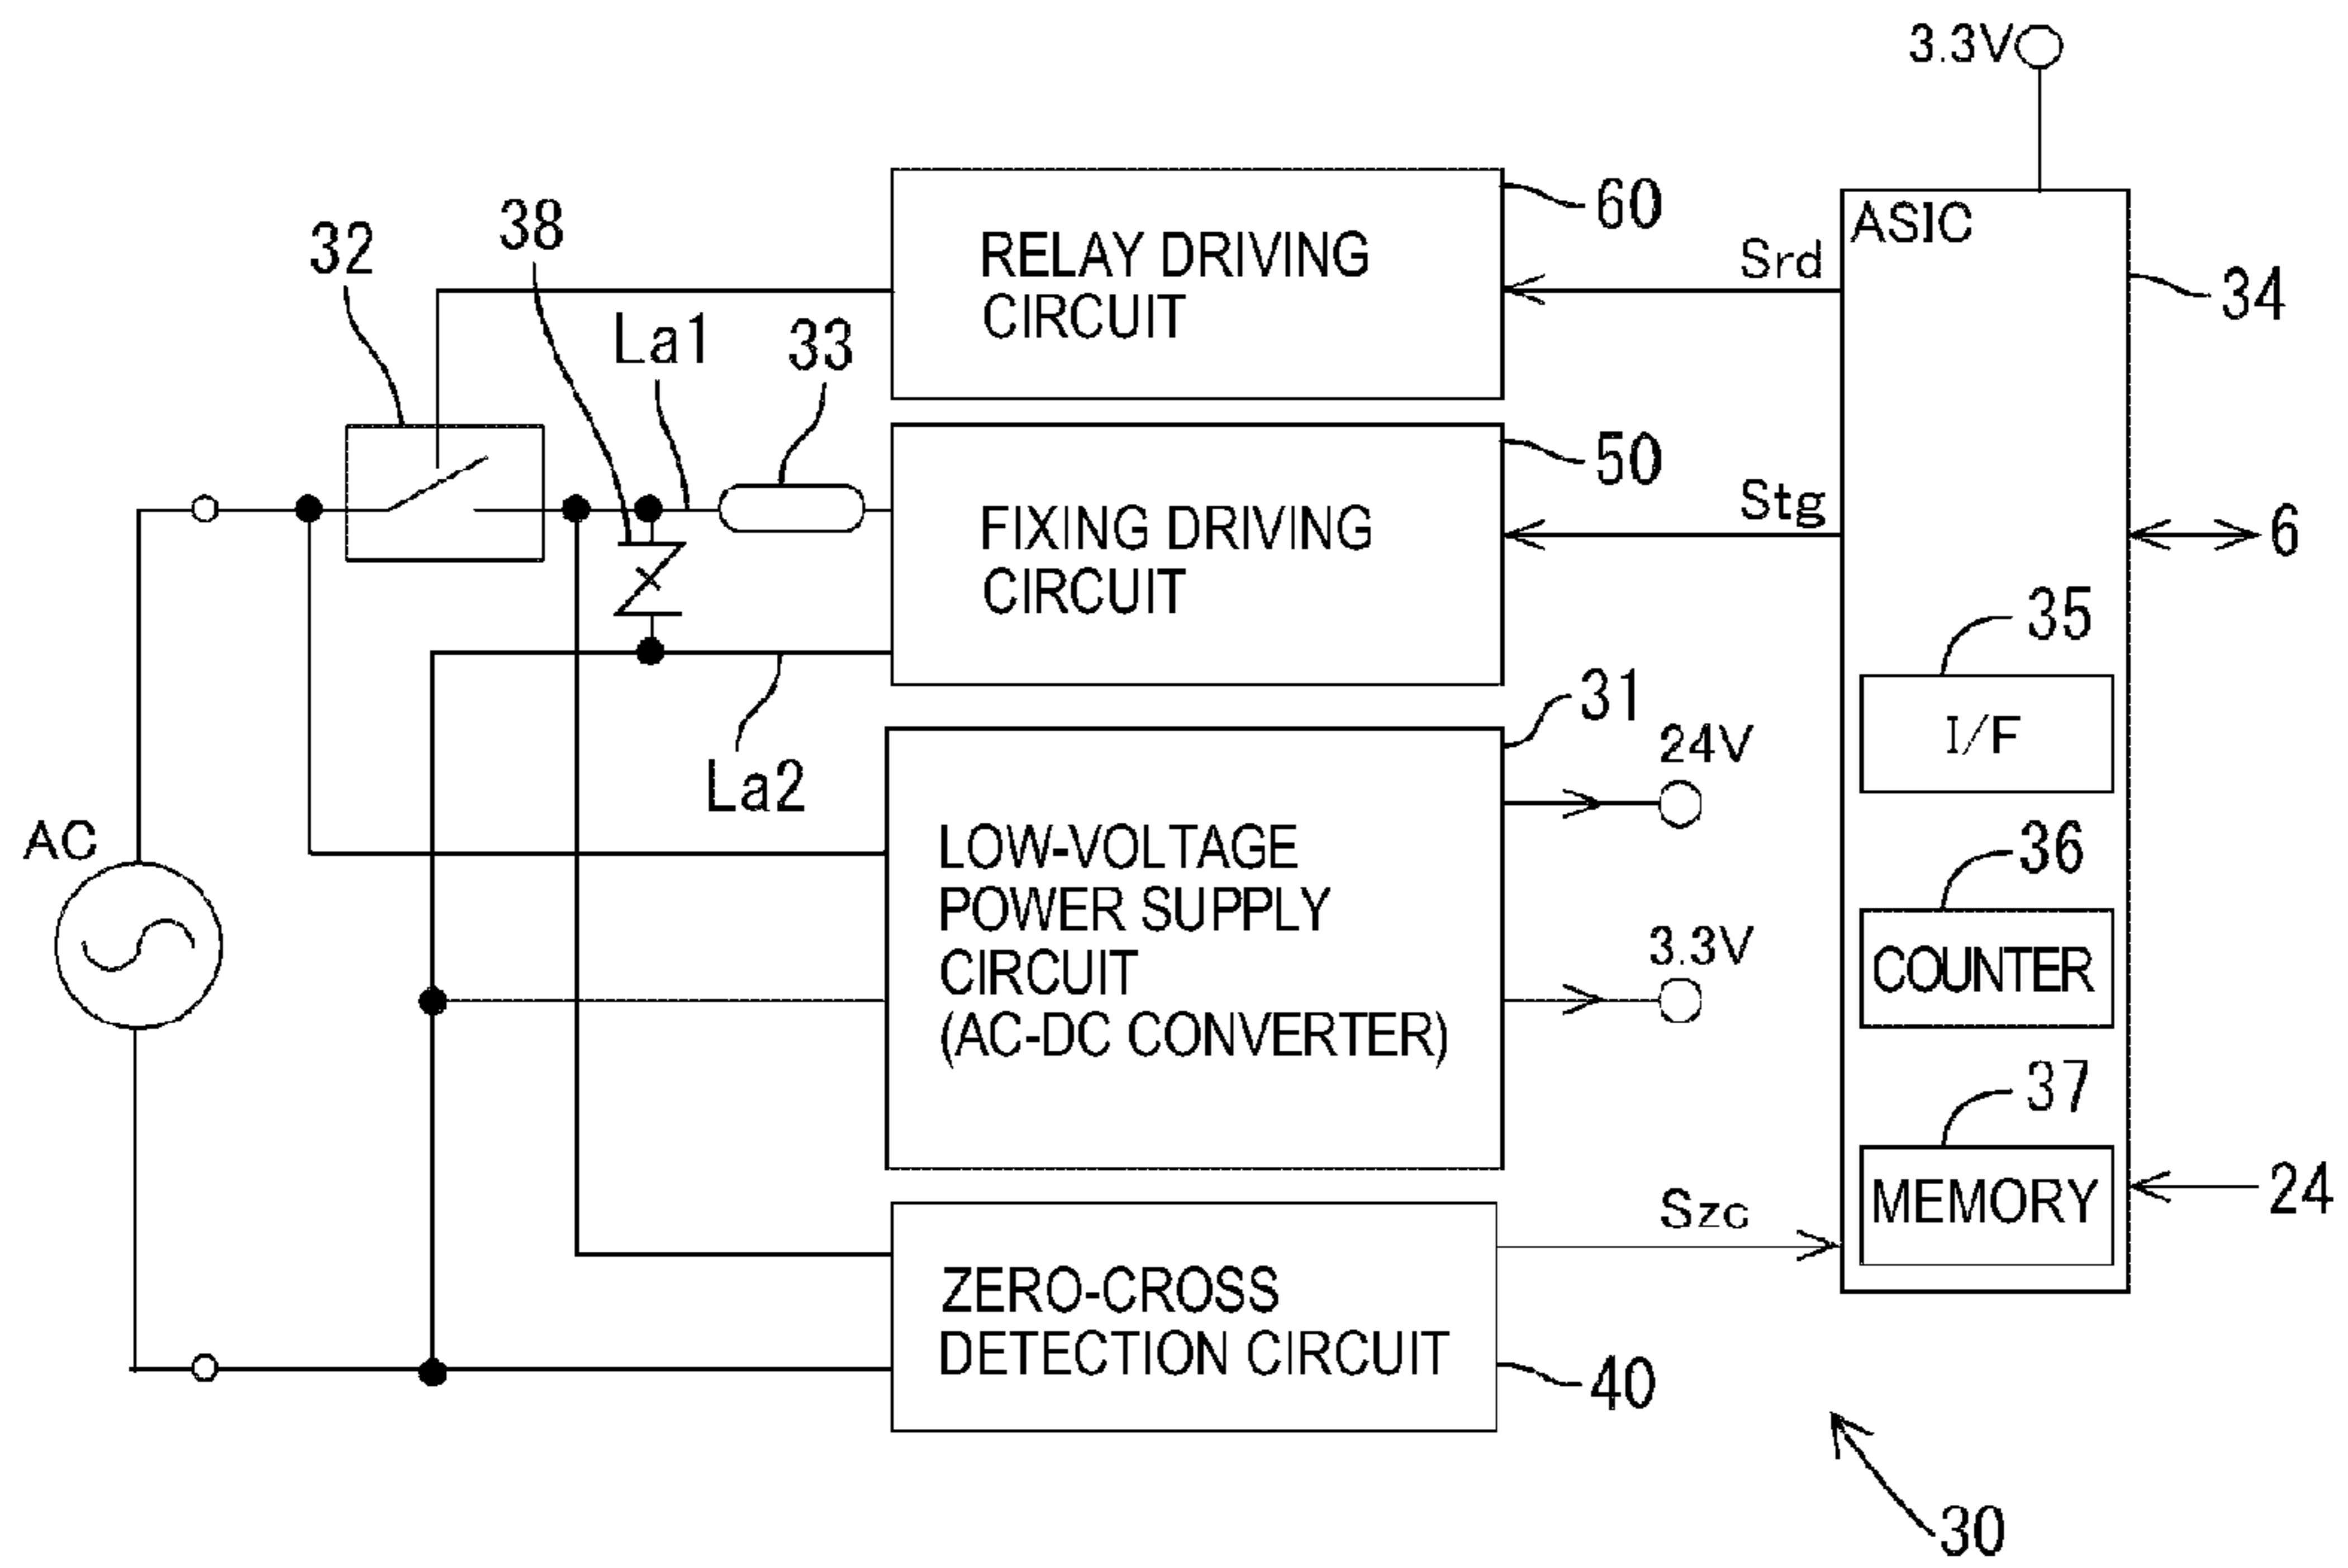 3.3V
60
ASIC
38
32
RELAY DRIVING
CIRCUIT
Srd
34
La1
33
50
Stg
FIXING DRIVING
CIRCUIT
6
35
31
I/F
24V
La2
AC
LOW-VOLTAGE
POWER SUPPLY
CIRCUIT
(AC-DC CONVERTER)
36
3.3V
COUNTER
37
24
MEMORY
Szc
ZERO-CROSS
DETECTION CIRCUIT
40
30